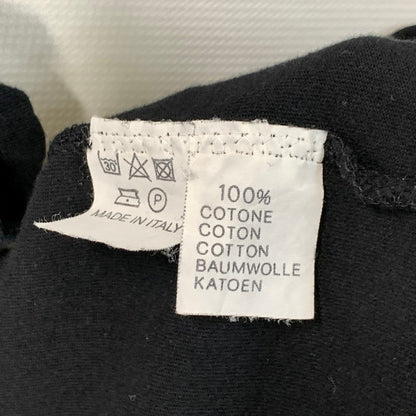 30
P
MADE IN ITALY
100%
COTONE
COTON
COTTON
BAUMWOLLE
KATOEN